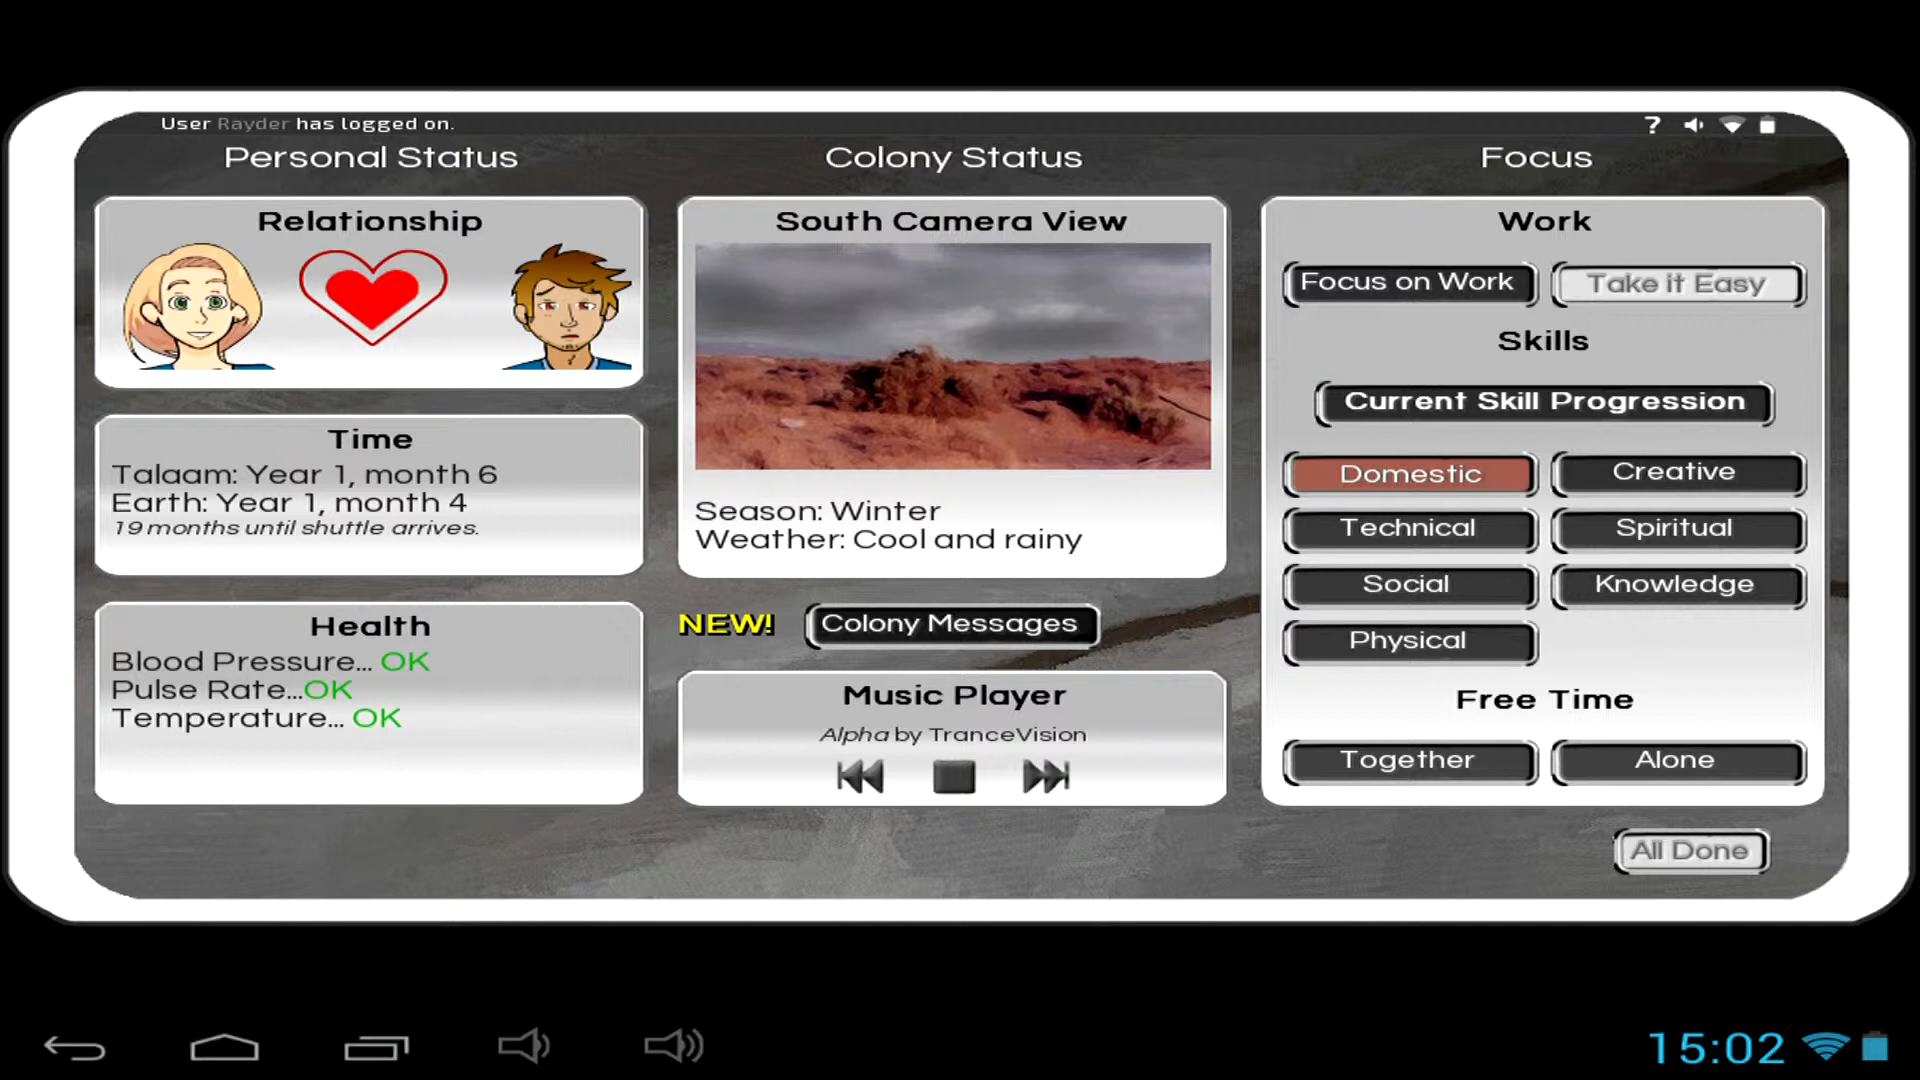 User Rayder has logged on.
?
Personal Status
Colony Status
Focus
Relationship
Time
Talaam: Year 1, month 6
Earth: Year 1, month 4
19 months until shuttle arrives.
Health
Blood Pressure... OK
Pulse Rate...OK
Temperature... OK
South Camera View
Season: Winter
Weather: Cool and rainy
NEW!
Colony Messages
Music Player
Alpha by TranceVision
Work
Focus on Work
Take it Easy
Skills
Current Skill Progression
Domestic
Creative
Technical
Spiritual
Social
Knowledge
Physical
Free Time
Together
Alone
All Done
15:02